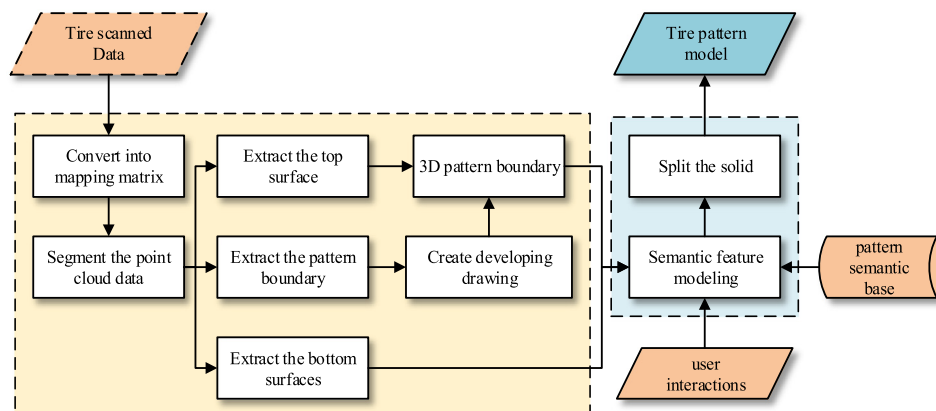 Tire scanned
Data
Tire pattern
model
Convert into
mapping matrix
Extract the top
surface
3D pattern boundary
Split the solid
Segment the point
cloud data
Extract the pattern
boundary
Create developing
drawing
Semantic feature
modeling
pattern
semantic
base
Extract the bottom
surfaces
user
interactions